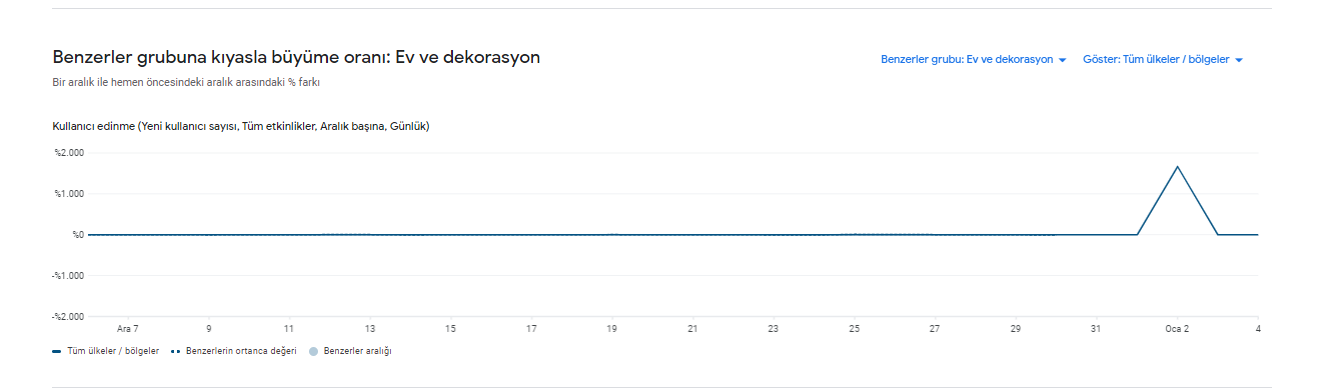 Benzerler grubuna kıyasla büyüme oranı: Ev ve dekorasyon
Benzerler grubu: Ev ve dekorasyon
Göster: Tüm ülkeler / bölgeler
Bir aralık ile hemen öncesindeki aralık arasındaki % farkı
Kullanıcı edinme (Yeni kullanıcı sayısı, Tüm etkinlikler, Aralık başına, Günlük)
%2.000
%1.000
%0
-%1.000
-%2.000
Ara 7 9 11 13 15 17 19 21 23 25 27 29 31 Oca 2 4
Tüm ülkeler / bölgeler Benzerlerin ortanca değeri Benzerler aralığı